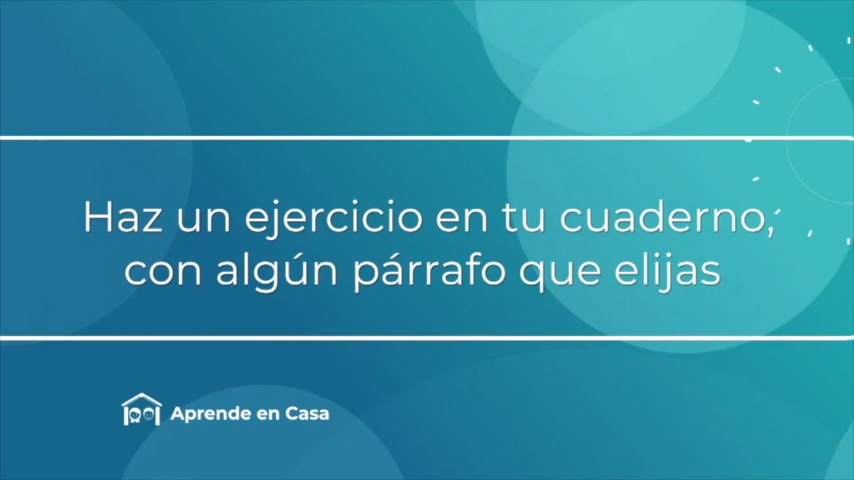 Haz un ejercicio en tu cuaderno,
con algún párrafo que elijas
Aprende en Casa